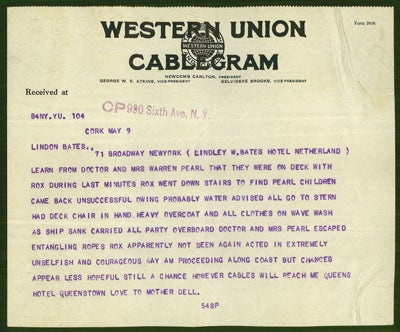 WESTERN UNION
WESTERN UNION
CABLEGRAM
Form 2606
NEWCOMB CARLTON, PRESIDENT
GEORGE W. E. ATKINS, VICE-PRESIDENT BELVIDERE BROOKS, VICE-PRESIDENT
Received at
CP 990 Sixth Ave. N. Y.
84NY.YU. 104
CORK MAY 9
LINDON BATES.,
71 BROADWAY NEWYORK ( LINDLEY W.BATES HOTEL NETHERLAND )
LEARN FROM DOCTOR AND MRS WARREN PEARL THAT THEY WERE ON DECK WITH
ROX DURING LAST MINUTES ROX WENT DOWN STAIRS TO FIND PEARL CHILDREN
CAME BACK UNSUCCESSFUL OWING PROBABLY WATER ADVISED ALL GO TO STERN
HAD DECK CHAIR IN HAND HEAVY OVERCOAT AND ALL CLOTHES ON WAVE WASH
AS SHIP SANK CARRIED ALL PARTY OVERBOARD DOCTOR AND MRS PEARL ESCAPED
ENTANGLING ROPES ROX APPARENTLY NOT SEEN AGAIN ACTED IN EXTREMELY
UNSELFISH AND COURAGEOUS WAY AM PROCEEDING ALONG COAST BUT CHANCES
APPEAR LESS HOPEFUL STILL A CHANCE HOWEVER CABLES WILL REACH ME QUEENS
HOTEL QUEENSTOWN LOVE TO MOTHER DELL.
548P